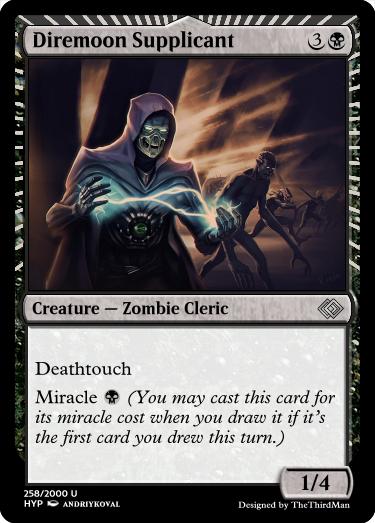 Diremoon Supplicant 3
Creature — Zombie Cleric
Deathtouch
Miracle (You may cast this card for
its miracle cost when you draw it if it's
the first card you drew this turn.)
1/4
258/2000 U
HYP ANDRIYKOVAL
Designed by TheThirdMan